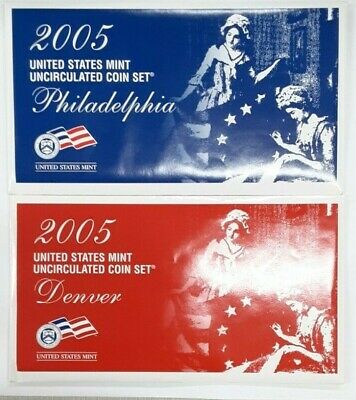 2005
UNITED STATES MINT
UNCIRCULATED COIN SET®
Philadelphia
UNITED STATES MINT
2005
UNITED STATES MINT
UNCIRCULATED COIN SET®
Denver
UNITED STATES MINT